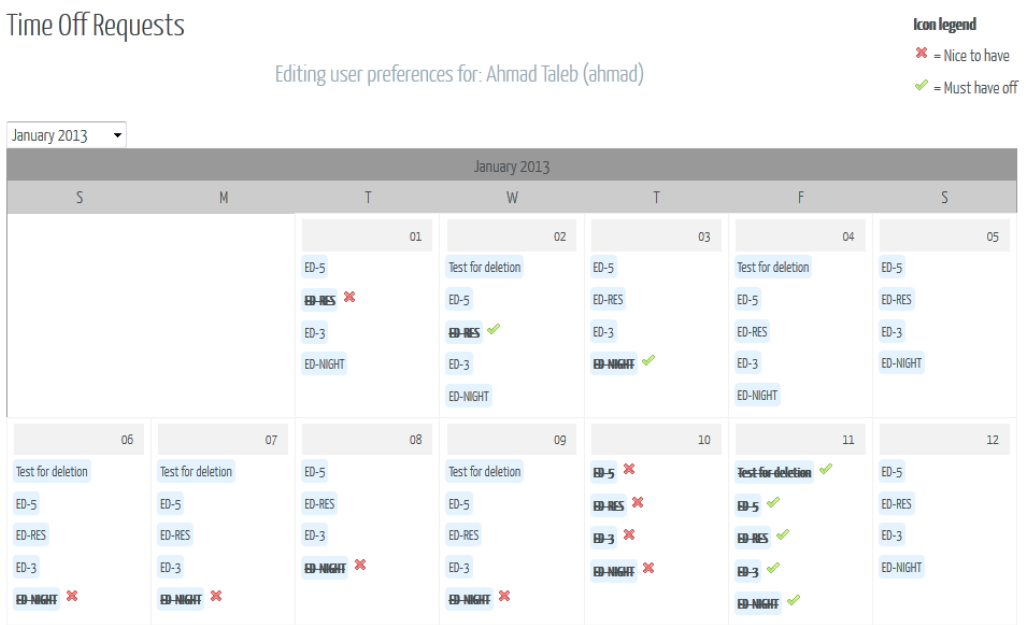 Time Off Requests
Icon legend
= Nice to have
= Must have off
Editing user preferences for: Ahmad Taleb (ahmad)
January 2013
January 2013
S M T W T F S
01
ED-5
ED-RES
ED-3
ED-NIGHT
02
Test for deletion
ED-5
ED-RES
ED-3
ED-NIGHT
03
ED-5
ED-RES
ED-3
ED-NIGHT
04
Test for deletion
ED-5
ED-RES
ED-3
ED-NIGHT
05
ED-5
ED-RES
ED-3
ED-NIGHT
06
Test for deletion
ED-5
ED-RES
ED-3
ED-NIGHT
07
Test for deletion
ED-5
ED-RES
ED-3
ED-NIGHT
08
ED-5
ED-RES
ED-3
ED-NIGHT
09
Test for deletion
ED-5
ED-RES
ED-3
ED-NIGHT
10
ED-5
ED-RES
ED-3
ED-NIGHT
11
Test for deletion
ED-5
ED-RES
ED-3
ED-NIGHT
12
ED-5
ED-RES
ED-3
ED-NIGHT